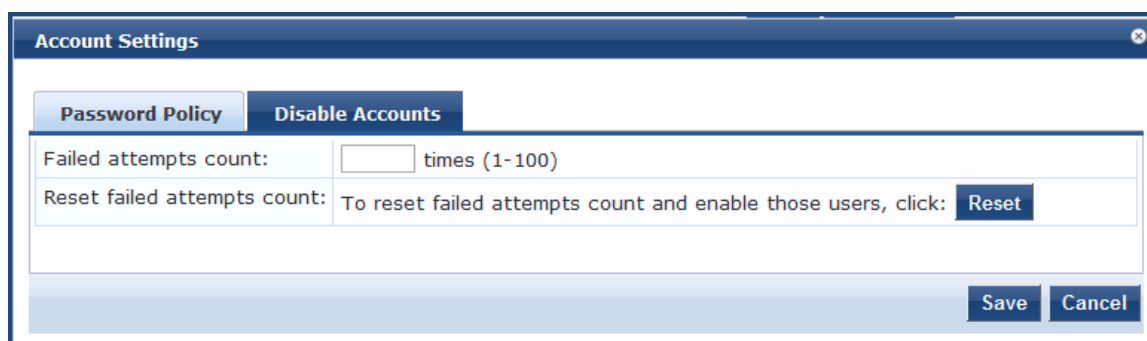 Account Settings
Password Policy
Disable Accounts
Failed attempts count:
times (1-100)
Reset failed attempts count:
To reset failed attempts count and enable those users, click:
Reset
Save
Cancel